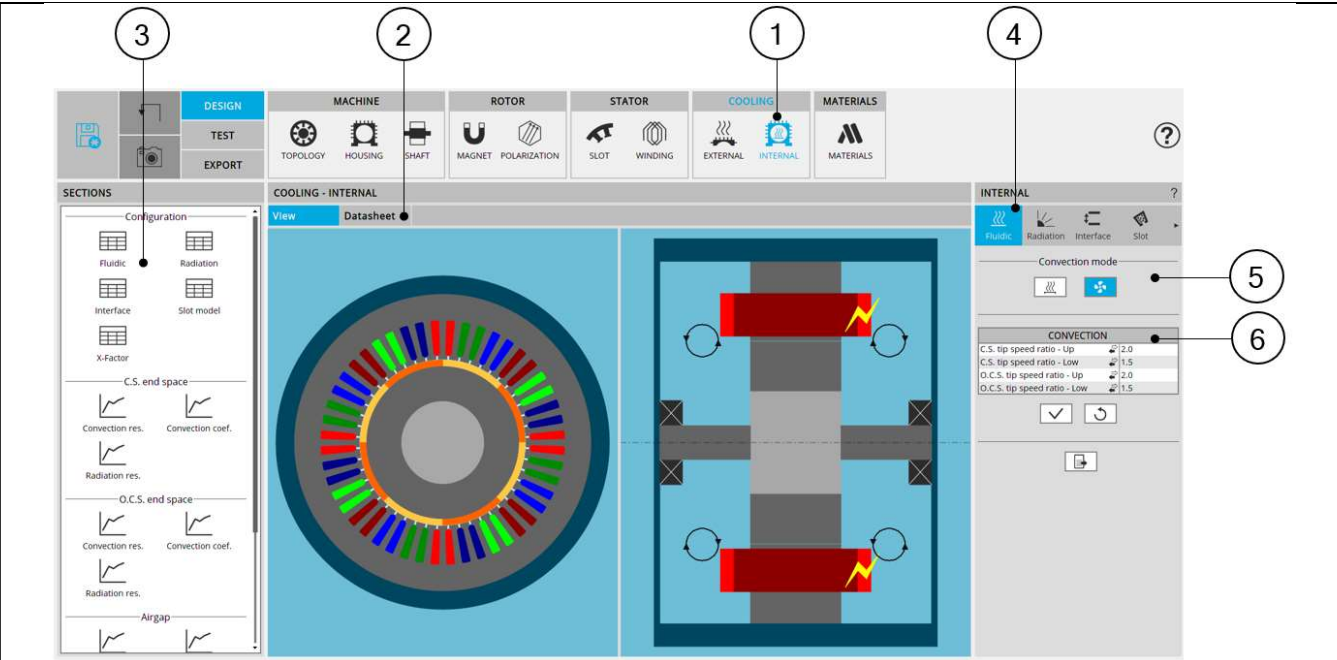 3
2
1
4
DESIGN
TEST
EXPORT
MACHINE
TOPOLOGY HOUSING SHAFT
ROTOR
MAGNET POLARIZATION
STATOR
SLOT WINDING
COOLING
EXTERNAL INTERNAL
MATERIALS
MATERIALS
?
SECTIONS
Configuration
Fluidic Radiation
Interface Slot model
X-Factor
C.S. end space
Convection res. Convection coef.
Radiation res.
O.C.S. end space
Convection res. Convection coef.
Radiation res.
Airgap
COOLING - INTERNAL
View Datasheet
INTERNAL ?
Fluidic Radiation Interface Slot
Convection mode
5
CONVECTION
6
C.S. tip speed ratio - Up 2.0
C.S. tip speed ratio - Low 1.5
O.C.S. tip speed ratio - Up 2.0
O.C.S. tip speed ratio - Low 1.5